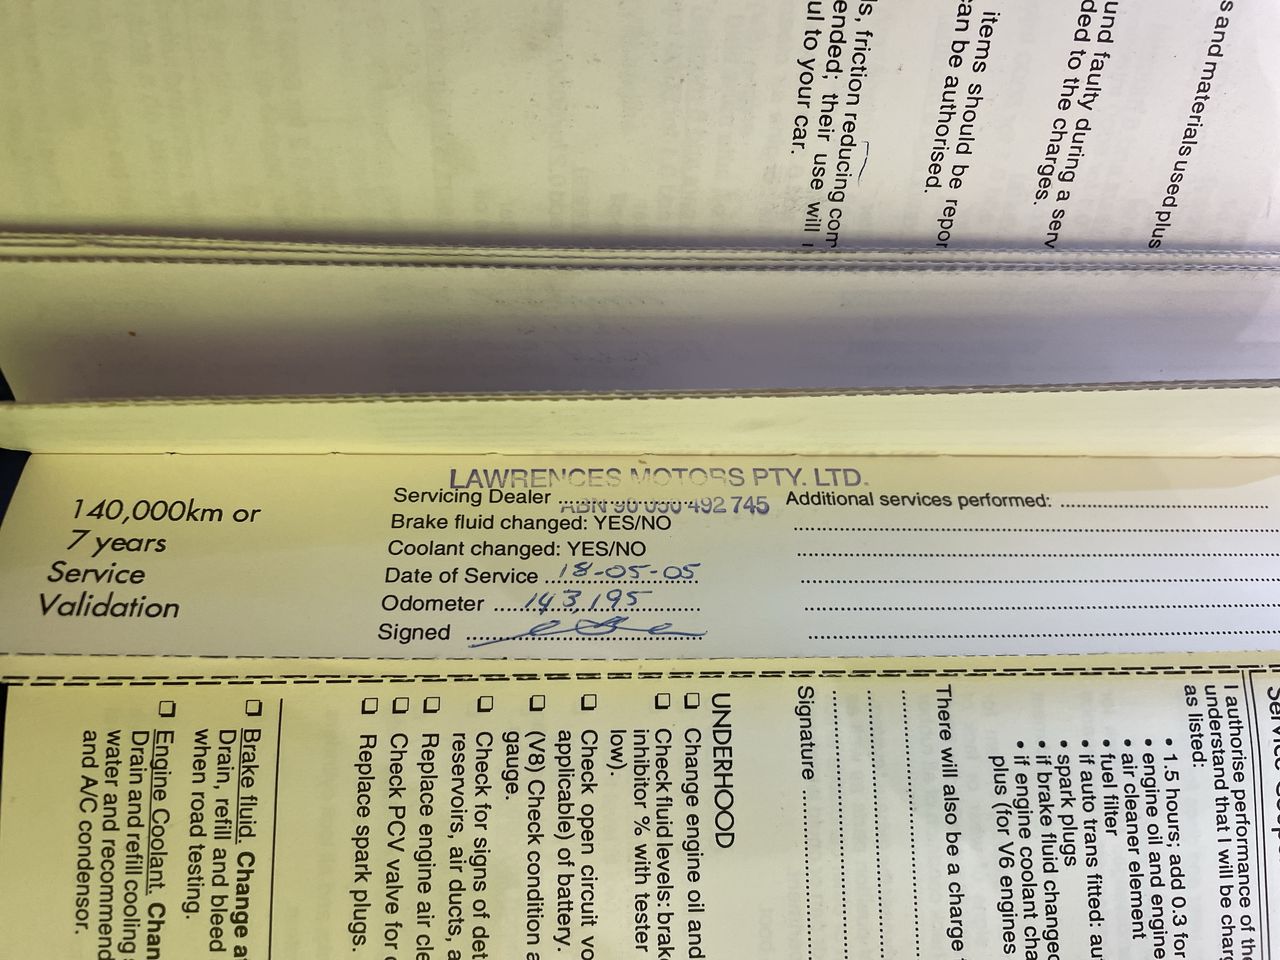 s and materials used plus
und faulty during a serv
ded to the charges.
items should be repor
can be authorised.
ls, friction reducing com
ended; their use will
ul to your car.
140,000km or
7 years
Service
Validation
LAWRENCES MOTORS PTY. LTD.
Servicing Dealer
ABN 90 050 492 745
Brake fluid changed: YES/NO
Coolant changed: YES/NO
Date of Service 18-05-05
Odometer 143,195
Signed
Additional services performed:
I authorise performance of the
understand that I will be charg
as listed:
• 1.5 hours; add 0.3 for
• engine oil and engine
• air cleaner element
• fuel filter
• if auto trans fitted: au
• spark plugs
• if brake fluid changed
• if engine coolant cha
plus (for V6 engines
There will also be a charge
Signature
UNDERHOOD
❑ Change engine oil and
❑ Check fluid levels: brake
inhibitor % with tester
low).
❑ Check open circuit vo
applicable) of battery.
❑ (V8) Check condition a
gauge.
❑ Check for signs of det
reservoirs, air ducts, a
❑ Replace engine air cle
❑ Check PCV valve for
❑ Replace spark plugs.
❑ Brake fluid. Change a
Drain, refill and bleed
when road testing.
❑ Engine Coolant. Chan
Drain and refill cooling
water and recommend
and A/C condensor.